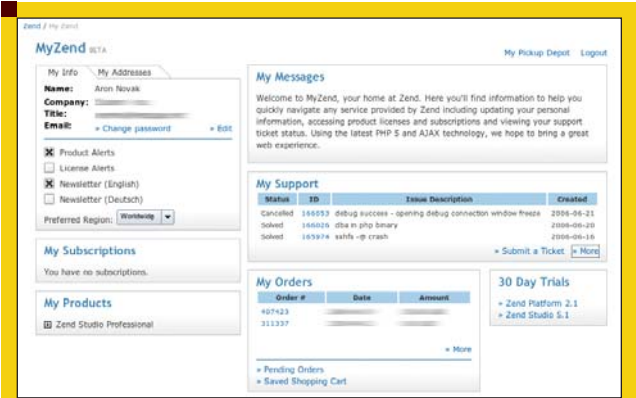 Zend / My Zend
MyZend BETA
My Pickup Depot Logout
My Info My Addresses
Name: Aron Novak
Company:
Title:
Email: » Change password » Edit
Product Alerts
License Alerts
Newsletter (English)
Newsletter (Deutsch)
Preferred Region: Worldwide
My Subscriptions
You have no subscriptions.
My Products
Zend Studio Professional
My Messages
Welcome to MyZend, your home at Zend. Here you'll find information to help you
quickly navigate any service provided by Zend including updating your personal
information, accessing product licenses and subscriptions and viewing your support
ticket status. Using the latest PHP 5 and AJAX technology, we hope to bring a great
web experience.
My Support
Status ID Issue Description Created
Cancelled 166053 debug success - opening debug connection window freeze 2006-06-21
Solved 166026 dba in php binary 2006-06-20
Solved 165974 sshfs -@ crash 2006-06-16
» Submit a Ticket » More
My Orders
Order # Date Amount
407423
311337
» More
» Pending Orders
» Saved Shopping Cart
30 Day Trials
» Zend Platform 2.1
» Zend Studio 5.1